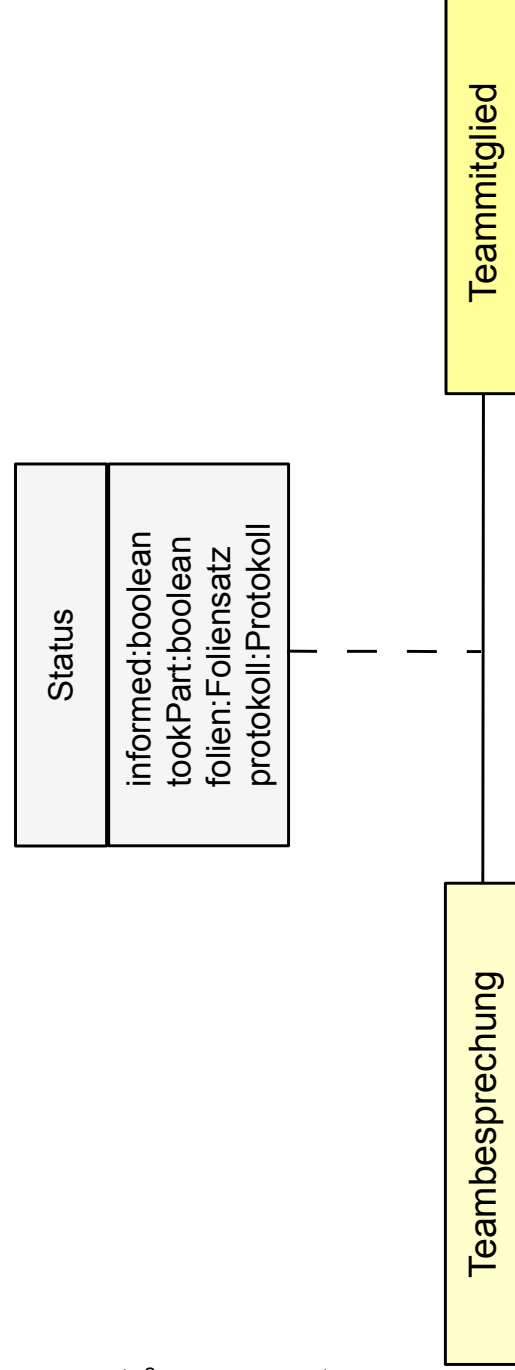 Status
informed:boolean
tookPart:boolean
folien:Foliensatz
protokoll:Protokoll
Teambesprechung
Teammitglied